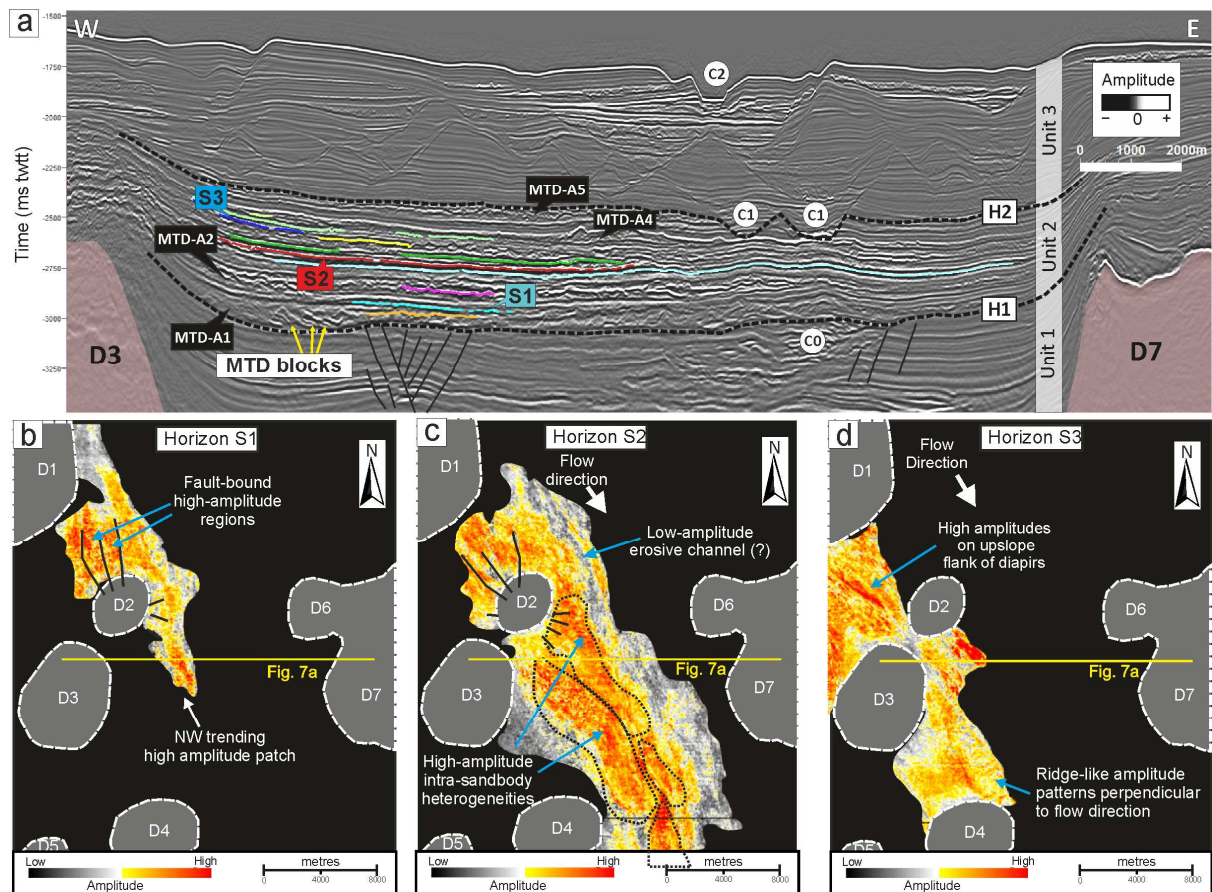 a
W
E
-1500
-1750
-2000
-2250
-2500
-2750
-3000
-3250
Time (ms twtt)
C2
Amplitude
− 0 +
0 1000 2000m
Unit 3
Unit 2
Unit 1
MTD-A5
S3
MTD-A4
C1
C1
H2
MTD-A2
S2
S1
H1
MTD-A1
C0
MTD blocks
D3
D7
b
Horizon S1
N
D1
Fault-bound
high-amplitude
regions
D2
D6
Fig. 7a
D3
D7
NW trending
high amplitude patch
D4
D5
Low
High
Amplitude
metres
0 4000 8000
c
Horizon S2
N
D1
Flow
direction
Low-amplitude
erosive channel (?)
D2
D6
Fig. 7a
D3
D7
High-amplitude
intra-sandbody
heterogeneities
D4
D5
Low
High
Amplitude
metres
0 4000 8000
d
Horizon S3
N
D1
Flow
Direction
High amplitudes
on upslope
flank of diapirs
D2
D6
Fig. 7a
D3
D7
Ridge-like amplitude
patterns perpendicular
to flow direction
D4
D5
Low
High
Amplitude
metres
0 4000 8000